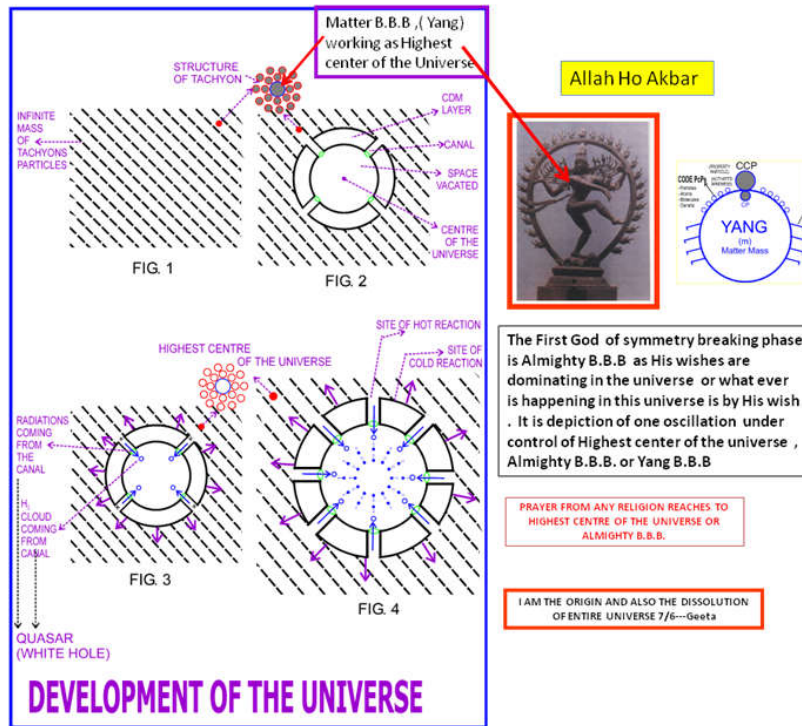 Matter B.B.B ,( Yang)
working as Highest
center of the Universe
STRUCTURE
OF TACHYON
INFINITE
MASS
OF
TACHYONS
PARTICLES
CDM
LAYER
CANAL
SPACE
VACATED
CENTRE
OF THE
UNIVERSE
FIG. 1
FIG. 2
HIGHEST CENTRE
OF THE UNIVERSE
SITE OF HOT REACTION
SITE OF
COLD REACTION
RADIATIONS
COMING
FROM
THE
CANAL
H₂
CLOUD
COMING
FROM
CANAL
FIG. 3
FIG. 4
QUASAR
(WHITE HOLE)
DEVELOPMENT OF THE UNIVERSE
Allah Ho Akbar
CCP
CODE PcPs
CP
YANG
(m)
Matter Mass
The First God of symmetry breaking phase
is Almighty B.B.B as His wishes are
dominating in the universe or what ever
is happening in this universe is by His wish
. It is depiction of one oscillation under
control of Highest center of the universe ,
Almighty B.B.B. or Yang B.B.B
PRAYER FROM ANY RELIGION REACHES TO
HIGHEST CENTRE OF THE UNIVERSE OR
ALMIGHTY B.B.B.
I AM THE ORIGIN AND ALSO THE DISSOLUTION
OF ENTIRE UNIVERSE 7/6---Geeta